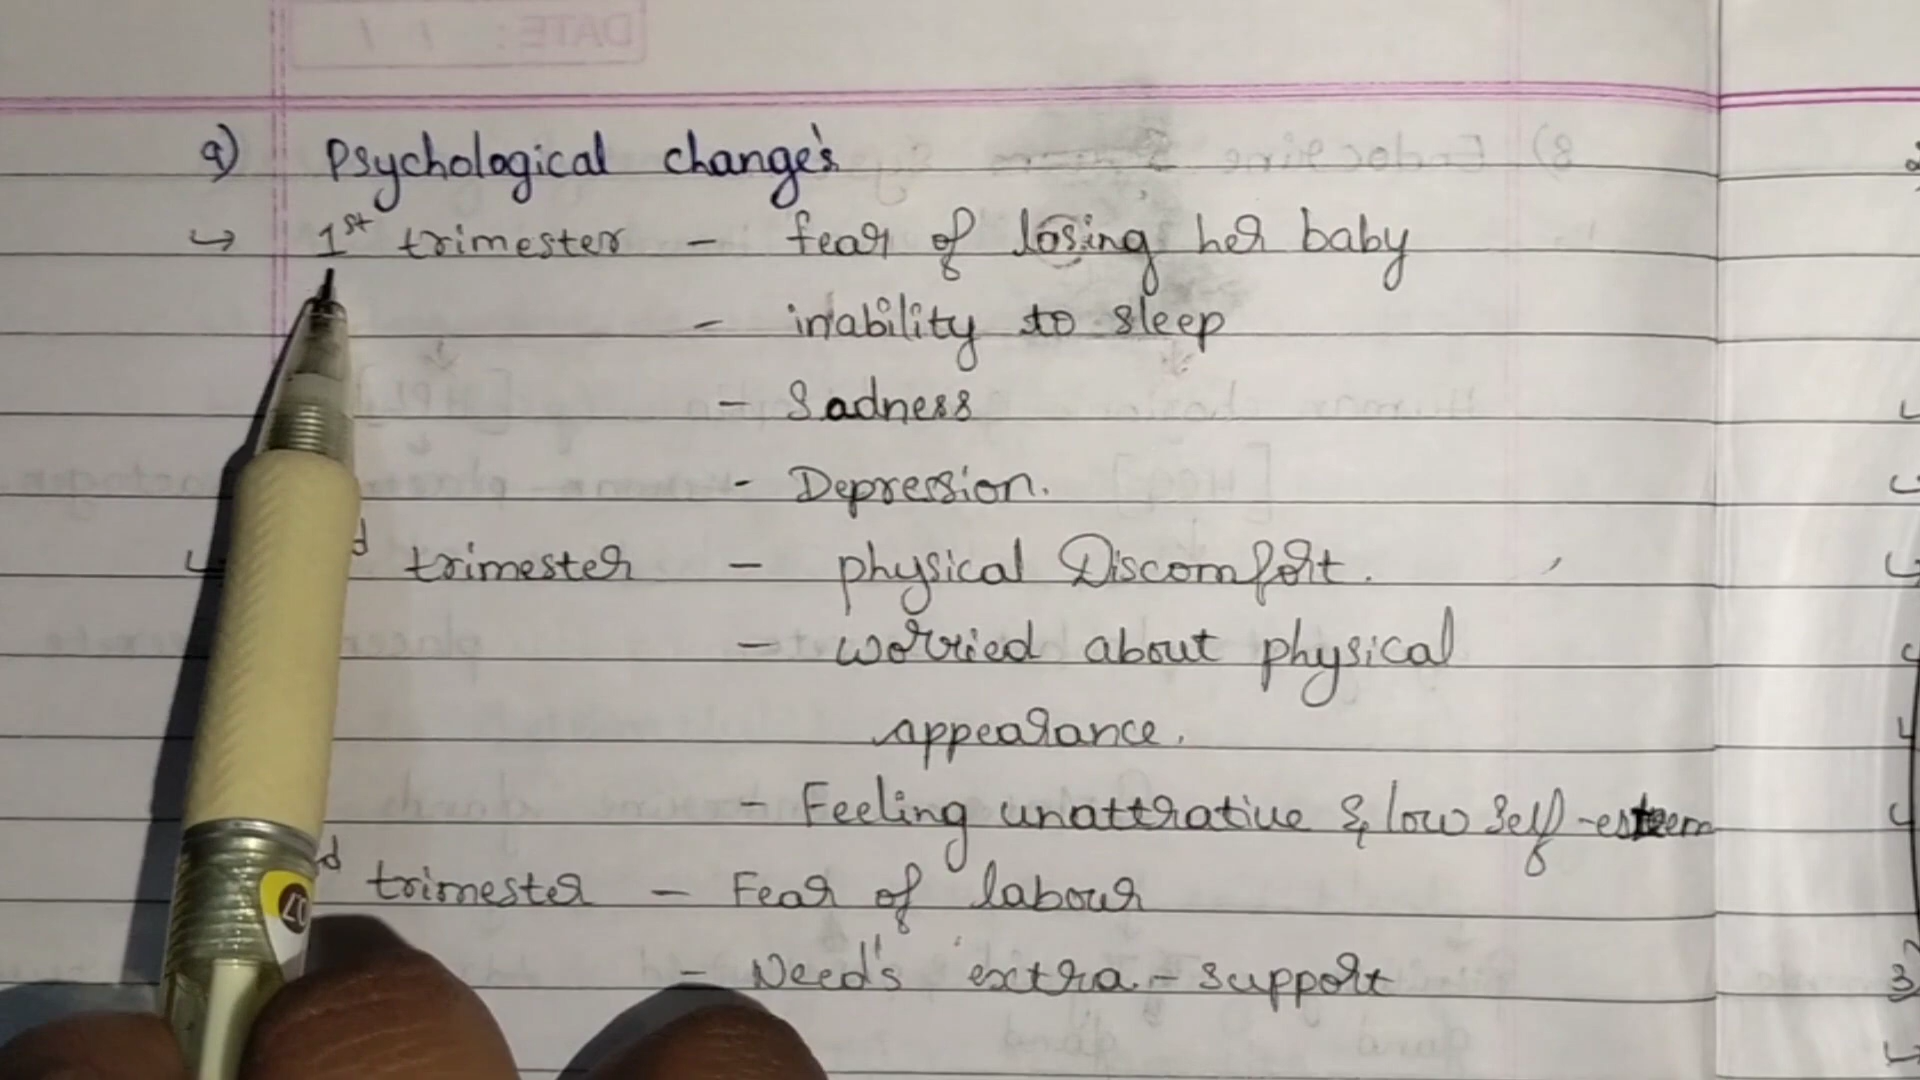 DATE:
9) Psychological change's
↪ 1st trimester - fear of losing her baby
- inability to sleep
- Sadness
- Depression.
d trimester - physical Discomfort.
- worried about physical
appearance.
- Feeling unattrative & low self-esteem
d trimester - Fear of labour
- Need's extra - support